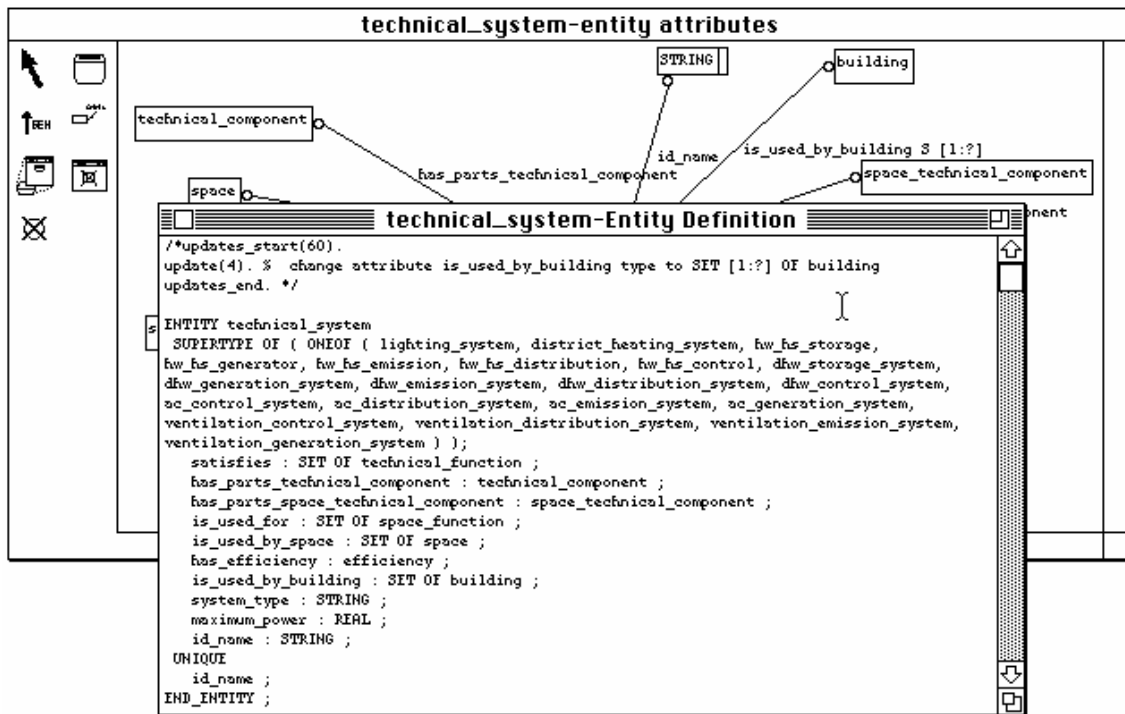 technical_system-entity attributes
STRING
building
technical_component
id_name
is_used_by_building S [1:?]
has_parts_technical_component
space_technical_component
space
onent
GEN
technical_system-Entity Definition
/*updates_start(60).
update(4). %  change attribute is_used_by_building type to SET [1:?] OF building
updates_end. */
s
ENTITY technical_system
SUPERTYPE OF ( ONEOF ( lighting_system, district_heating_system, hw_hs_storage,
hw_hs_generator, hw_hs_emission, hw_hs_distribution, hw_hs_control, dhw_storage_system,
dhw_generation_system, dhw_emission_system, dhw_distribution_system, dhw_control_system,
ac_control_system, ac_distribution_system, ac_emission_system, ac_generation_system,
ventilation_control_system, ventilation_distribution_system, ventilation_emission_system,
ventilation_generation_system ) );
satisfies : SET OF technical_function ;
has_parts_technical_component : technical_component ;
has_parts_space_technical_component : space_technical_component ;
is_used_for : SET OF space_function ;
is_used_by_space : SET OF space ;
has_efficiency : efficiency ;
is_used_by_building : SET OF building ;
system_type : STRING ;
maximum_power : REAL ;
id_name : STRING ;
UNIQUE
id_name ;
END_ENTITY ;